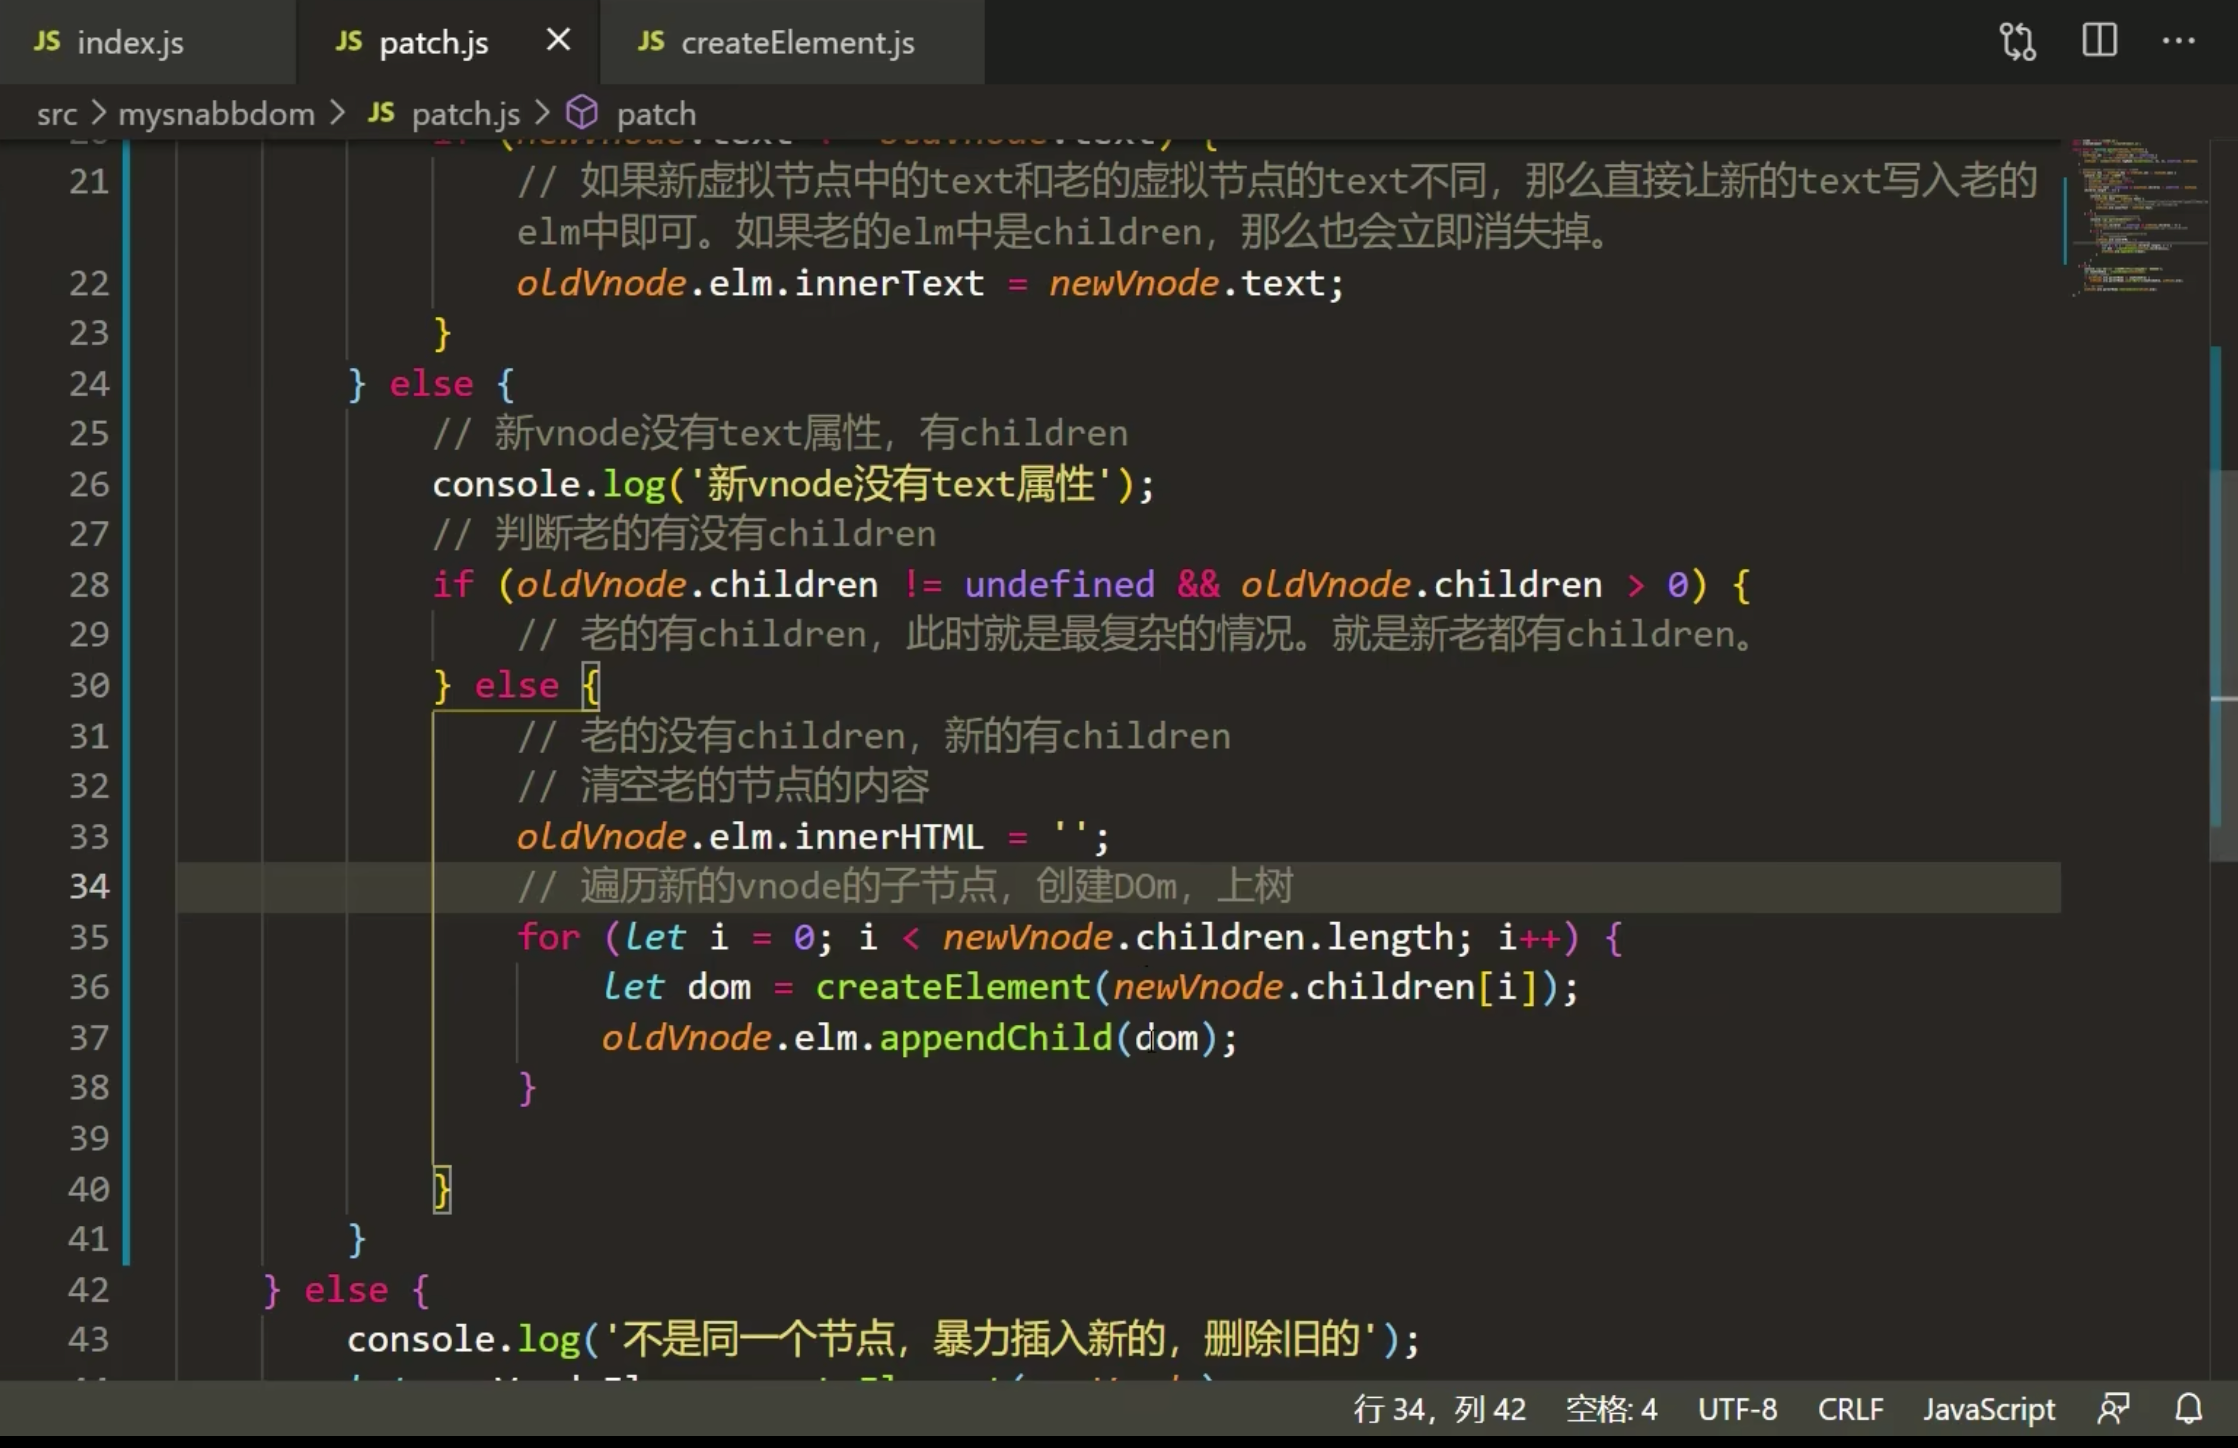 JS index.js JS patch.js JS createElement.js
src mysnabbdom JS patch.js patch
21 // 如果新虚拟节点中的text和老的虚拟节点的text不同，那么直接让新的text写入老的
elm中即可。如果老的elm中是children，那么也会立即消失掉。
22 oldVnode.elm.innerText = newVnode.text;
23 }
24 } else {
25 // 新vnode没有text属性，有children
26 console.log('新vnode没有text属性');
27 // 判断老的有没有children
28 if (oldVnode.children != undefined && oldVnode.children > 0) {
29 // 老的有children，此时就是最复杂的情况。就是新老都有children。
30 } else {
31 // 老的没有children，新的有children
32 // 清空老的节点的内容
33 oldVnode.elm.innerHTML = '';
34 // 遍历新的vnode的子节点，创建DOm，上树
35 for (let i = 0; i < newVnode.children.length; i++) {
36 let dom = createElement(newVnode.children[i]);
37 oldVnode.elm.appendChild(dom);
38 }
39
40 }
41 }
42 } else {
43 console.log('不是同一个节点，暴力插入新的，删除旧的');
行 34，列 42 空格: 4 UTF-8 CRLF JavaScript